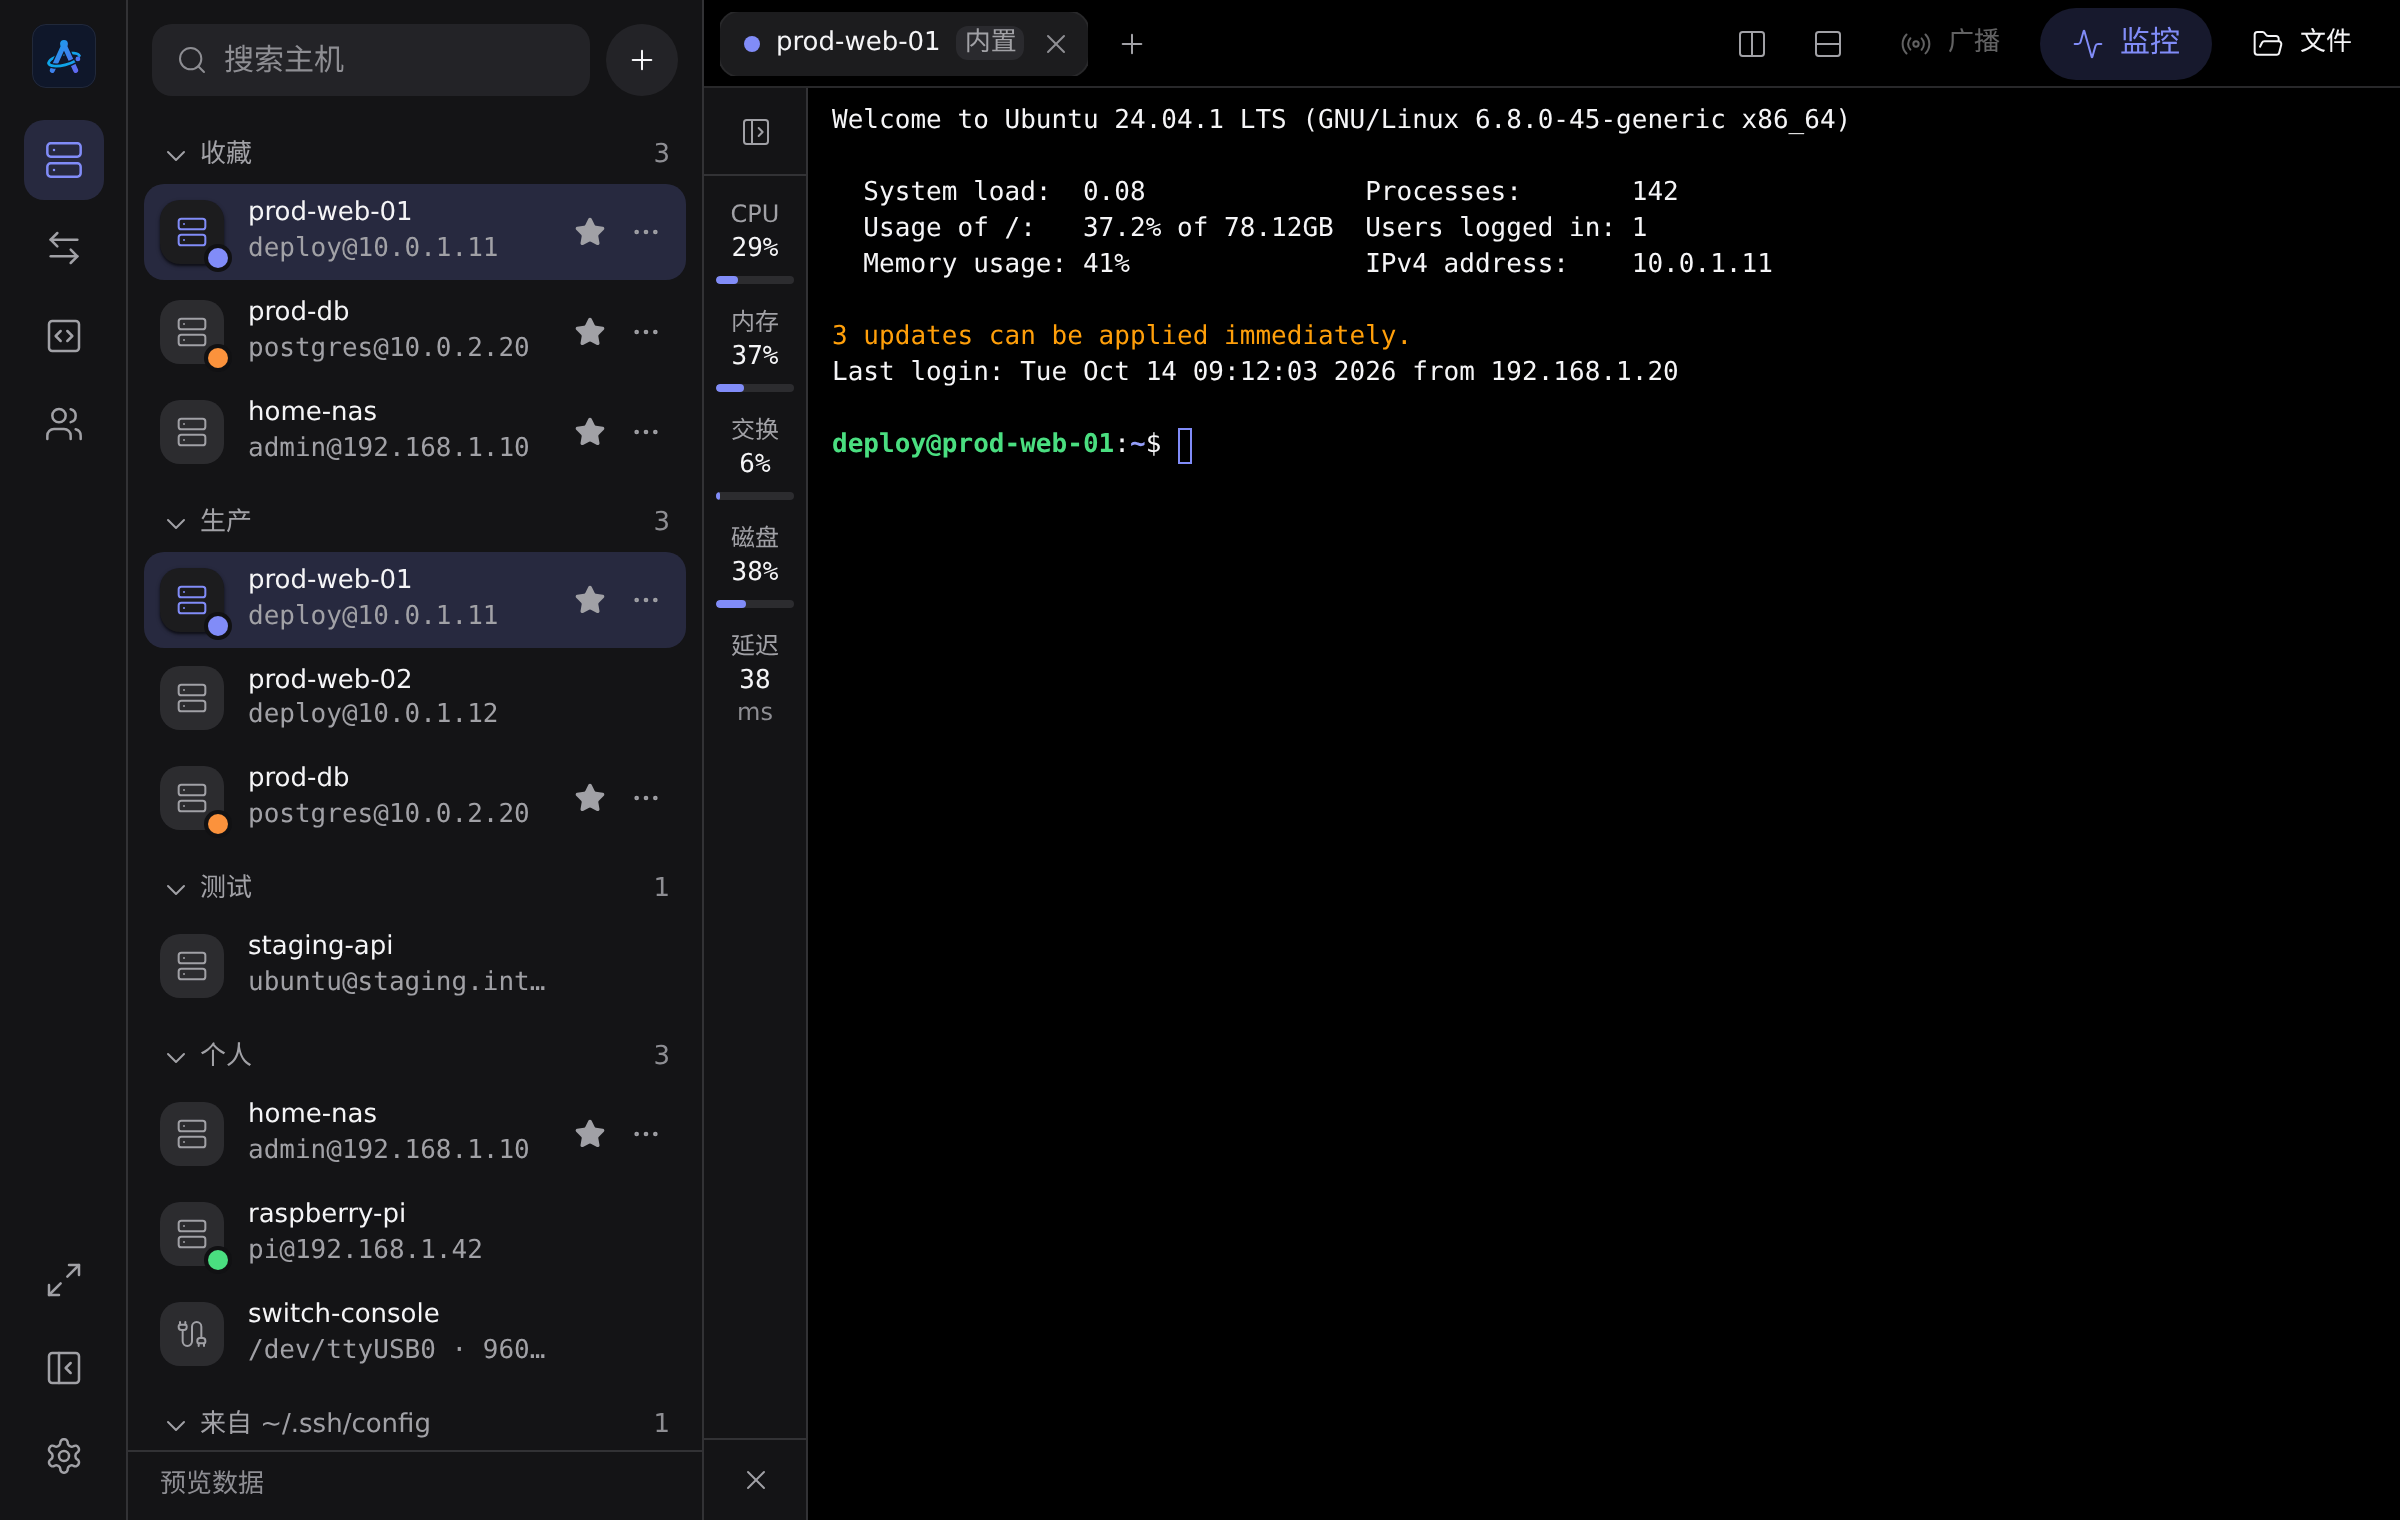 搜索主机
收藏 3
prod-web-01
deploy@10.0.1.11
prod-db
postgres@10.0.2.20
home-nas
admin@192.168.1.10
生产 3
prod-web-01
deploy@10.0.1.11
prod-web-02
deploy@10.0.1.12
prod-db
postgres@10.0.2.20
测试 1
staging-api
ubuntu@staging.int…
个人 3
home-nas
admin@192.168.1.10
raspberry-pi
pi@192.168.1.42
switch-console
/dev/ttyUSB0 · 960…
来自 ~/.ssh/config 1
预览数据
prod-web-01 内置
广播 监控 文件
CPU
29%
内存
37%
交换
6%
磁盘
38%
延迟
38
ms
Welcome to Ubuntu 24.04.1 LTS (GNU/Linux 6.8.0-45-generic x86_64)
System load: 0.08 Processes: 142
Usage of /: 37.2% of 78.12GB Users logged in: 1
Memory usage: 41% IPv4 address: 10.0.1.11
3 updates can be applied immediately.
Last login: Tue Oct 14 09:12:03 2026 from 192.168.1.20
deploy@prod-web-01:~$